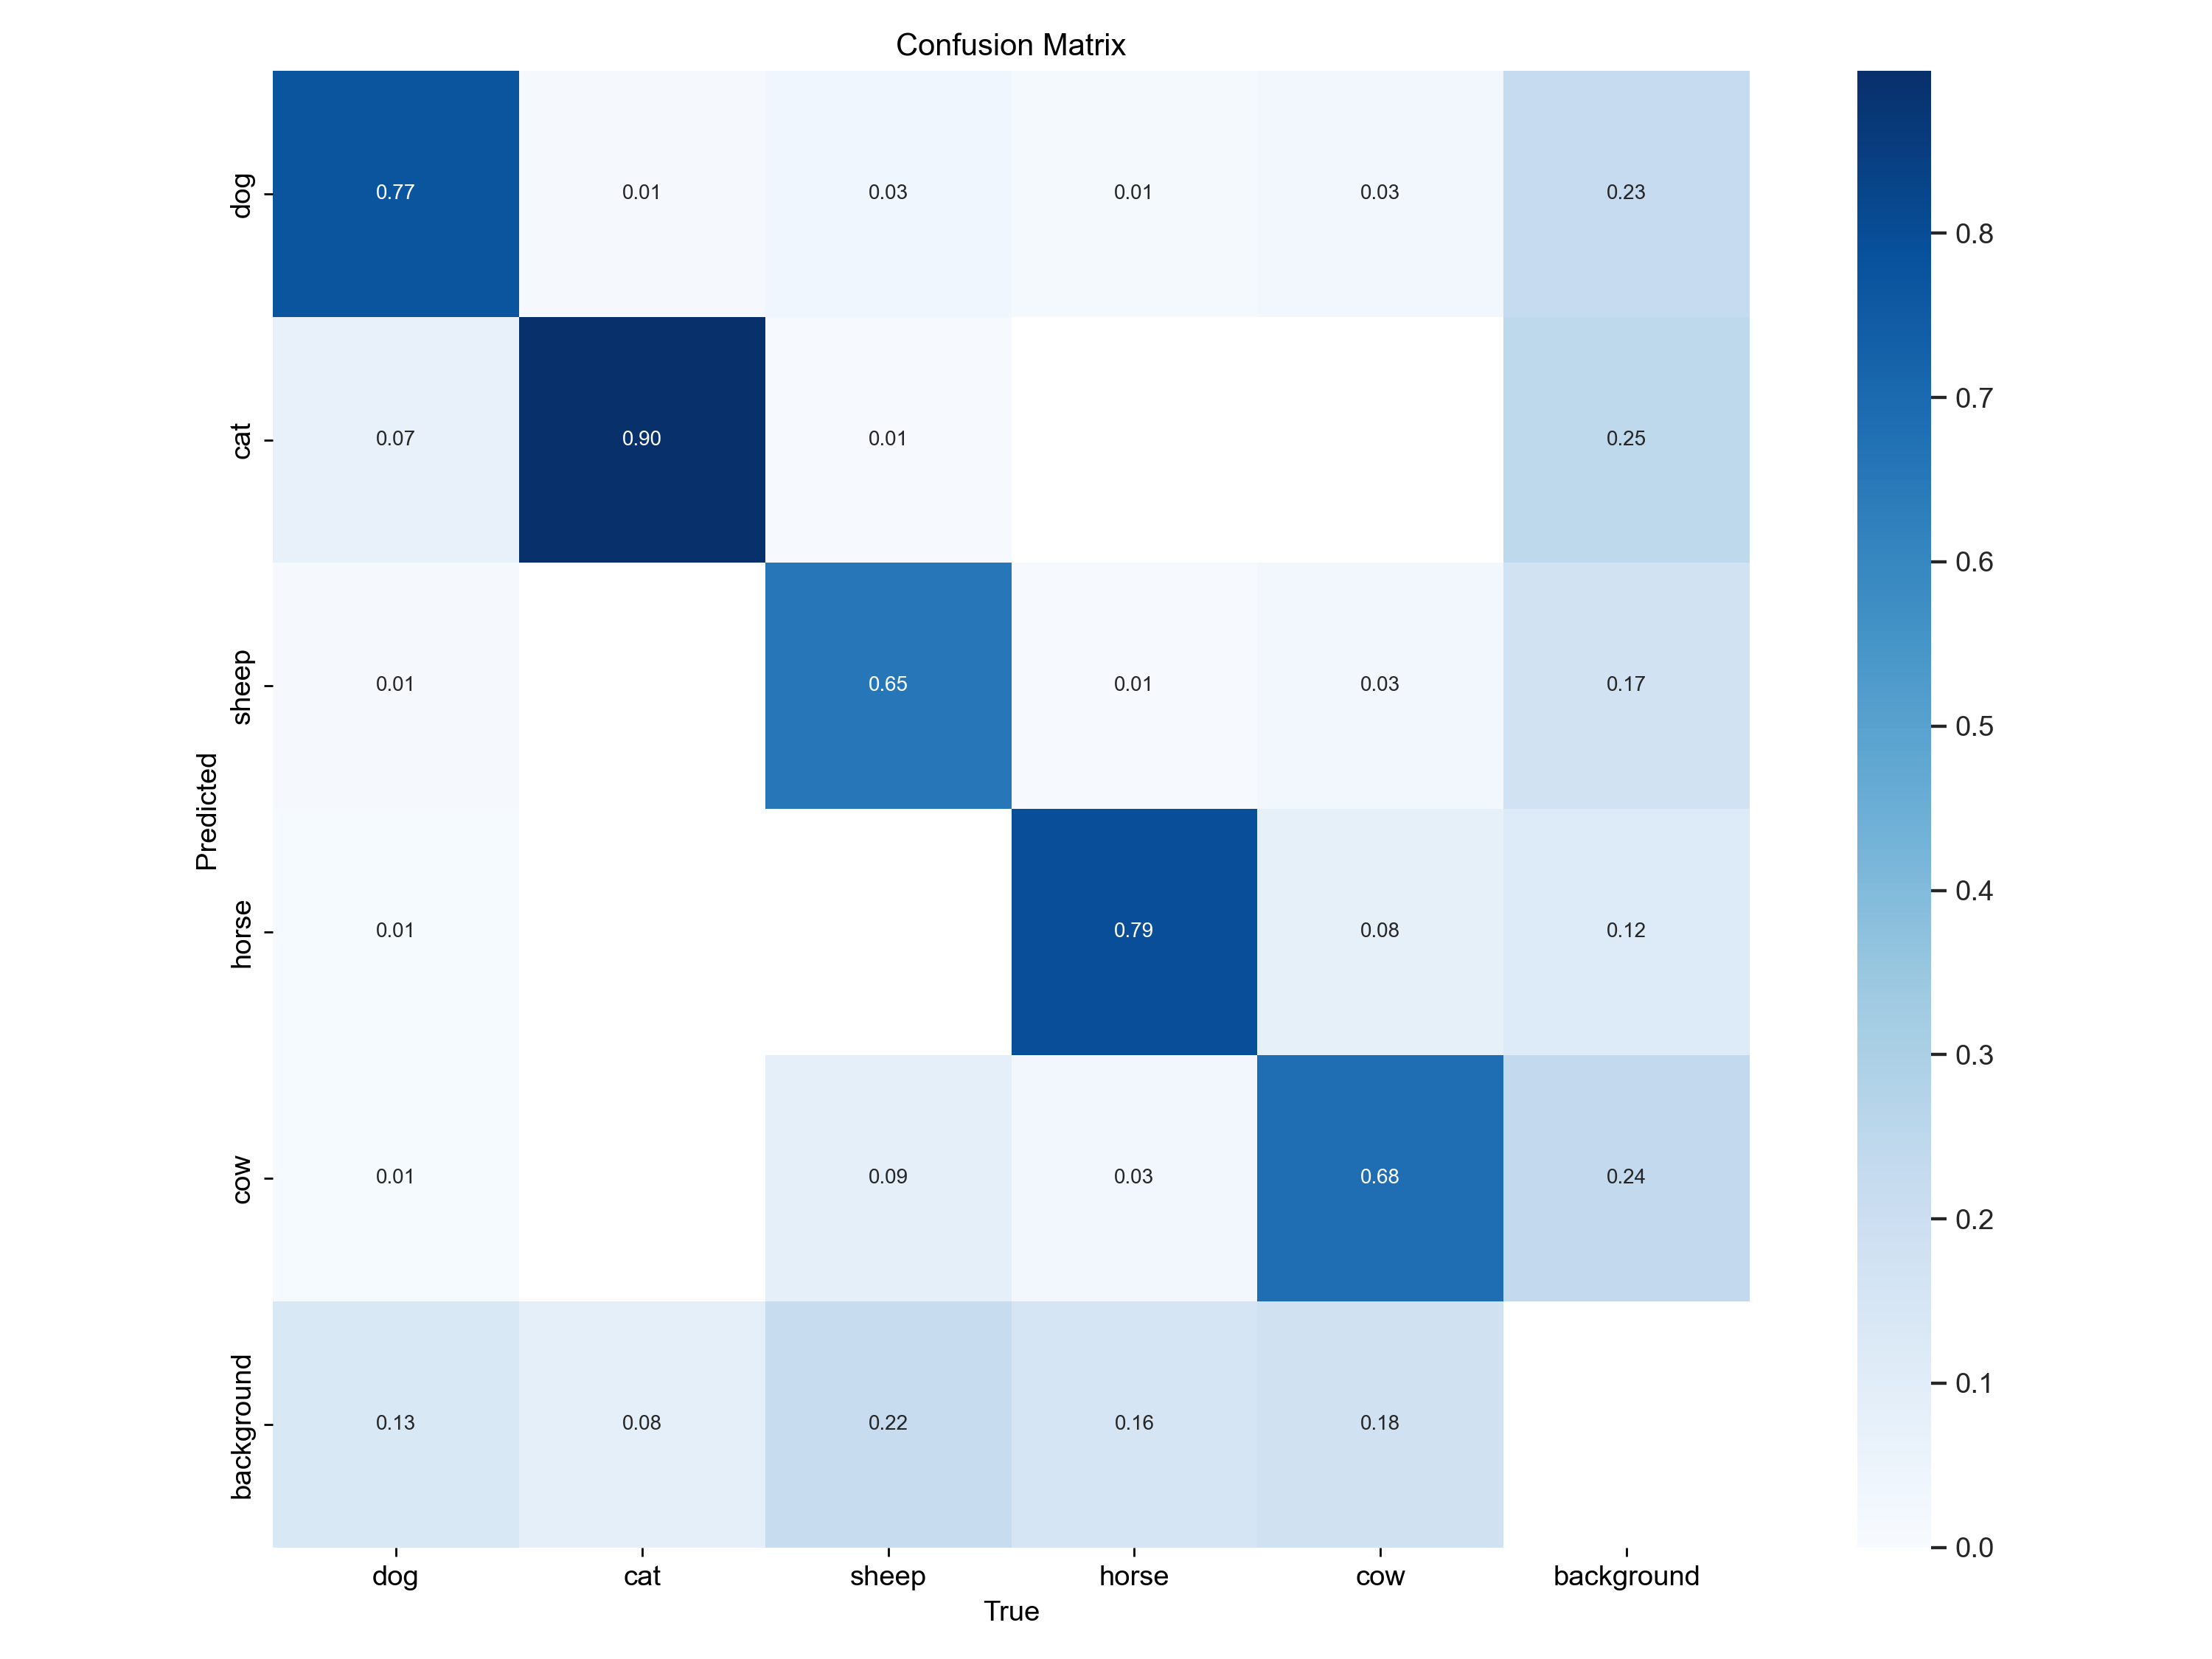 Confusion Matrix
dog 0.77 0.01 0.03 0.01 0.03 0.23
cat 0.07 0.90 0.01 0.25
sheep 0.01 0.65 0.01 0.03 0.17
horse 0.01 0.79 0.08 0.12
cow 0.01 0.09 0.03 0.68 0.24
background 0.13 0.08 0.22 0.16 0.18
Predicted
dog cat sheep horse cow background
True
0.8
0.7
0.6
0.5
0.4
0.3
0.2
0.1
0.0